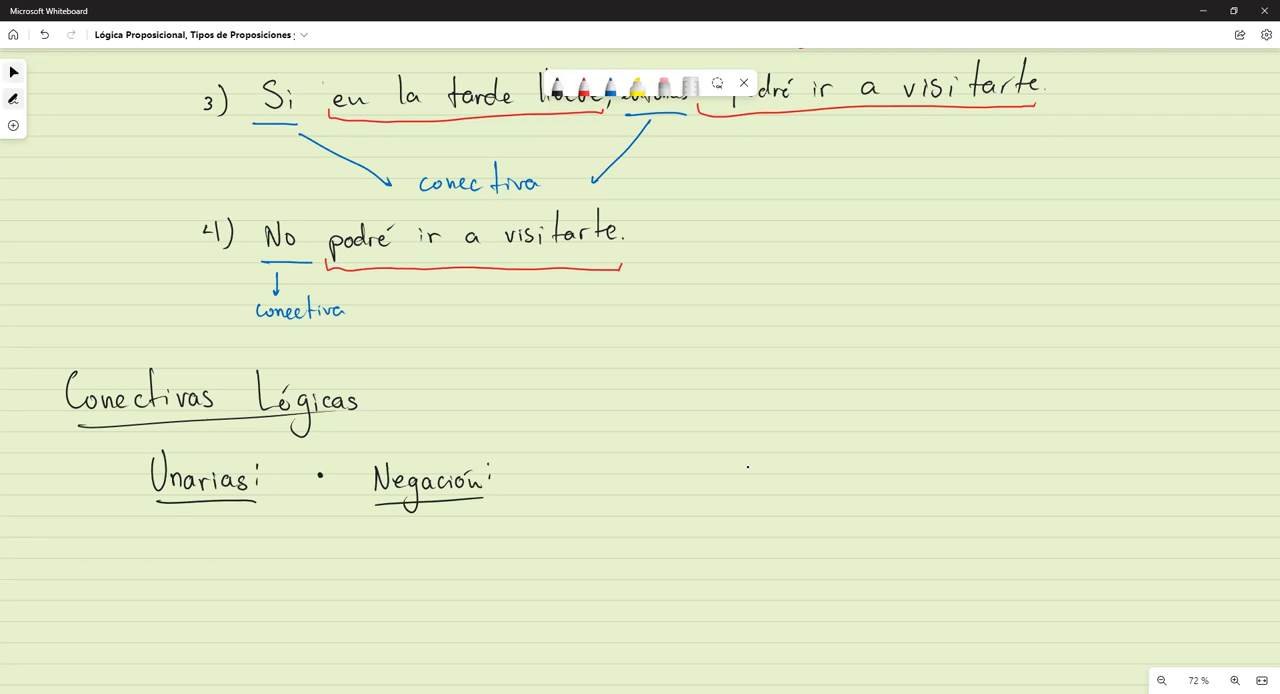 Microsoft Whiteboard
Lógica Proposicional, Tipos de Proposiciones
3) Si en la tarde llueve, podré ir a visitarte.
conectiva
4) No podré ir a visitarte.
conectiva
Conectivas Lógicas
Unarias: • Negación:
72 %